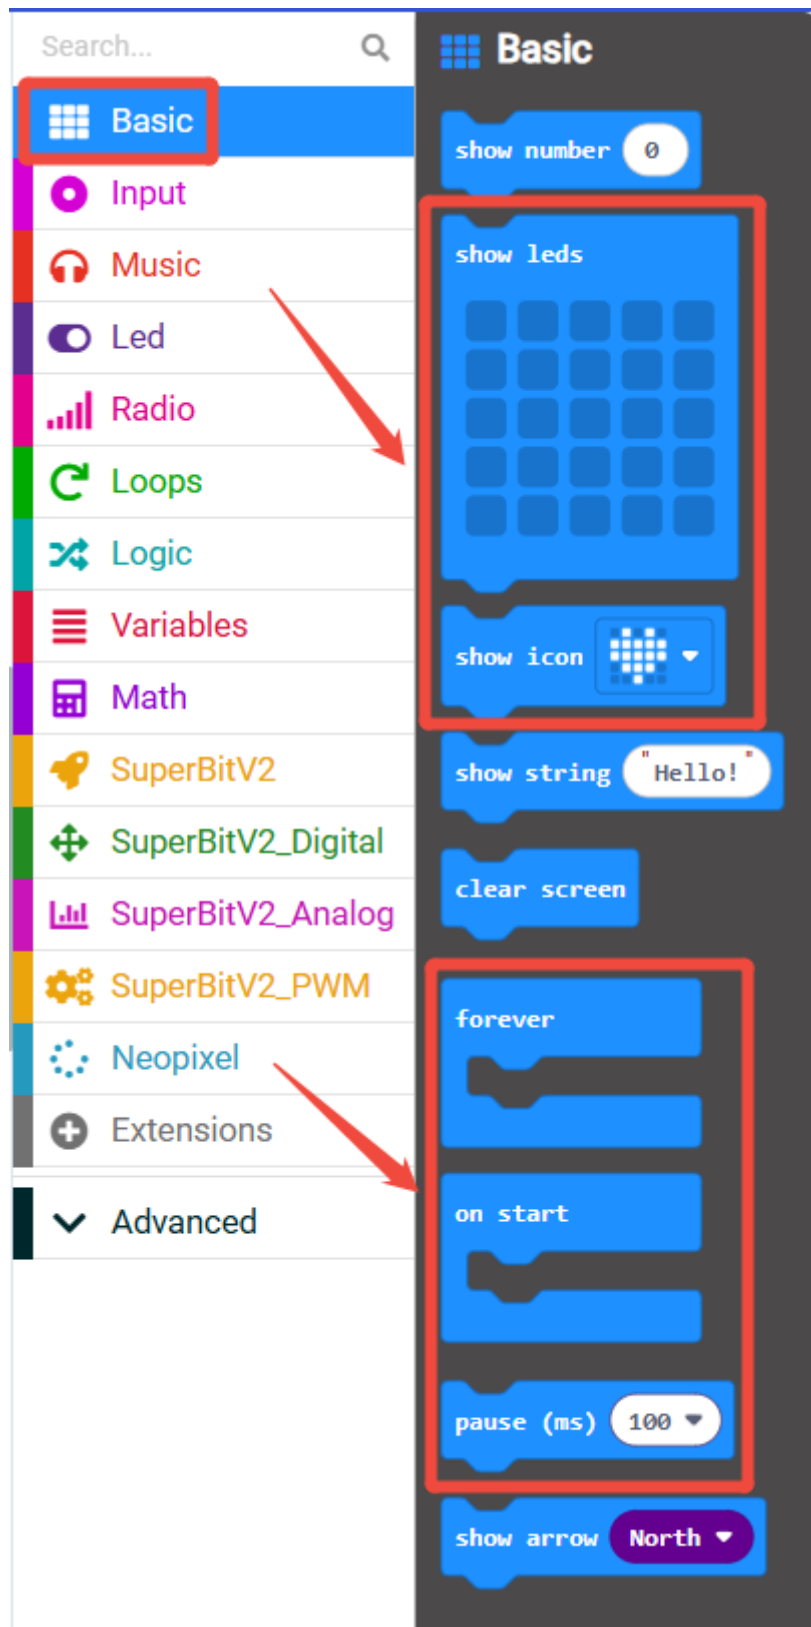 Search...
Basic
Input
Music
Led
Radio
Loops
Logic
Variables
Math
SuperBitV2
SuperBitV2_Digital
SuperBitV2_Analog
SuperBitV2_PWM
Neopixel
Extensions
Advanced
Basic
show number 0
show leds
show icon
show string "Hello!"
clear screen
forever
on start
pause (ms) 100
show arrow North